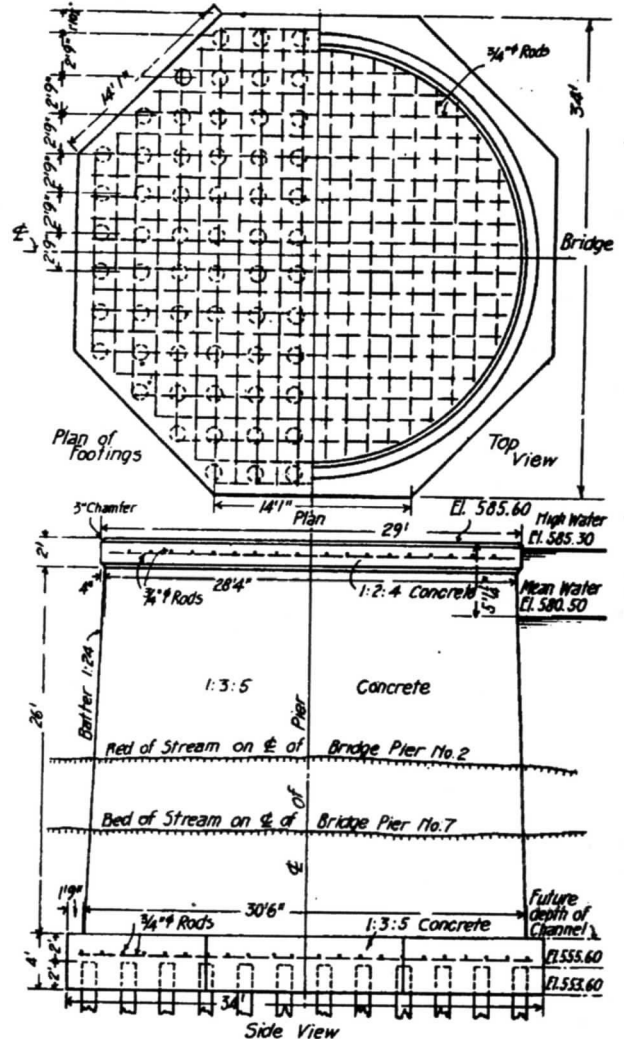 1'10½"
2'9"
2'9"
2'9"
2'9"
2'9"
2'9"
14'1"
¾"ᶲ Rods
34'
℄
Bridge
Plan of
Footings
Top
View
14'1"
Plan
3" Chamfer
29'
El. 585.60
High Water
El. 585.30
2'
¾"ᶲ Rods
28'4"
1:2:4 Concrete
Mean Water
El. 580.50
Batter 1:24
26'
1:3:5 Concrete
Bed of Stream on ℄ of Bridge Pier No.2
Bed of Stream on ℄ of Bridge Pier No.7
℄ of Pier
1'9"
30'6"
Future
depth of
Channel
¾"ᶲ Rods
1:3:5 Concrete
4'
2'
2'
El. 555.60
El. 553.60
34'
Side View